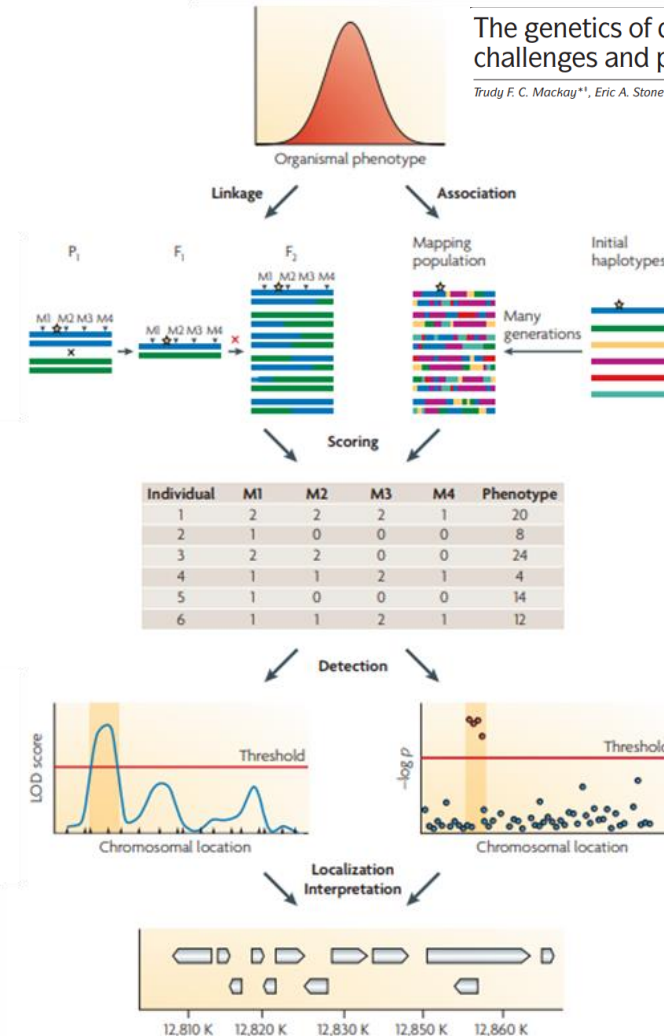 The genetics of
challenges and
Trudy F. C. Mackay*‡, Eric A. Stone
Organismal phenotype
Linkage
Association
P1
F1
F2
Mapping
population
Initial
haplotypes
M1 M2 M3 M4
M1 M2 M3 M4
M1 M2 M3 M4
x
x
Many
generations
Scoring
Individual M1 M2 M3 M4 Phenotype
1 2 2 2 1 20
2 1 0 0 0 8
3 2 2 0 0 24
4 1 1 2 1 4
5 1 0 0 0 14
6 1 1 2 1 12
Detection
LOD score
Threshold
Chromosomal location
–log p
Threshold
Chromosomal location
Localization
Interpretation
12,810 K 12,820 K 12,830 K 12,850 K 12,860 K